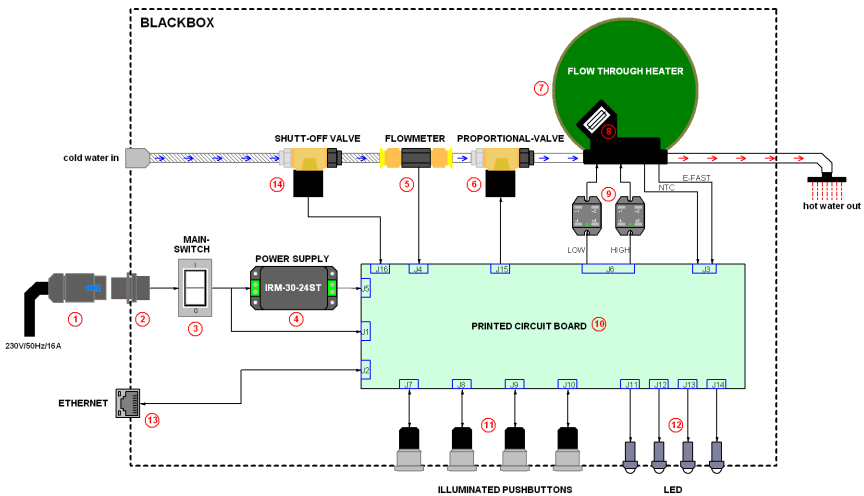 BLACKBOX
FLOW THROUGH HEATER
7
8
SHUTT-OFF VALVE
FLOWMETER
PROPORTIONAL-VALVE
cold water in
14
5
6
9
E-FAST
NTC
hot water out
LOW
HIGH
MAIN-
SWITCH
POWER SUPPLY
J16
J4
J15
J6
J3
IRM-30-24ST
J5
1
2
3
4
PRINTED CIRCUIT BOARD
10
J1
230V/50Hz/16A
J2
ETHERNET
13
J7
J8
J9
J10
J11
J12
J13
J14
11
12
ILLUMINATED PUSHBUTTONS
LED